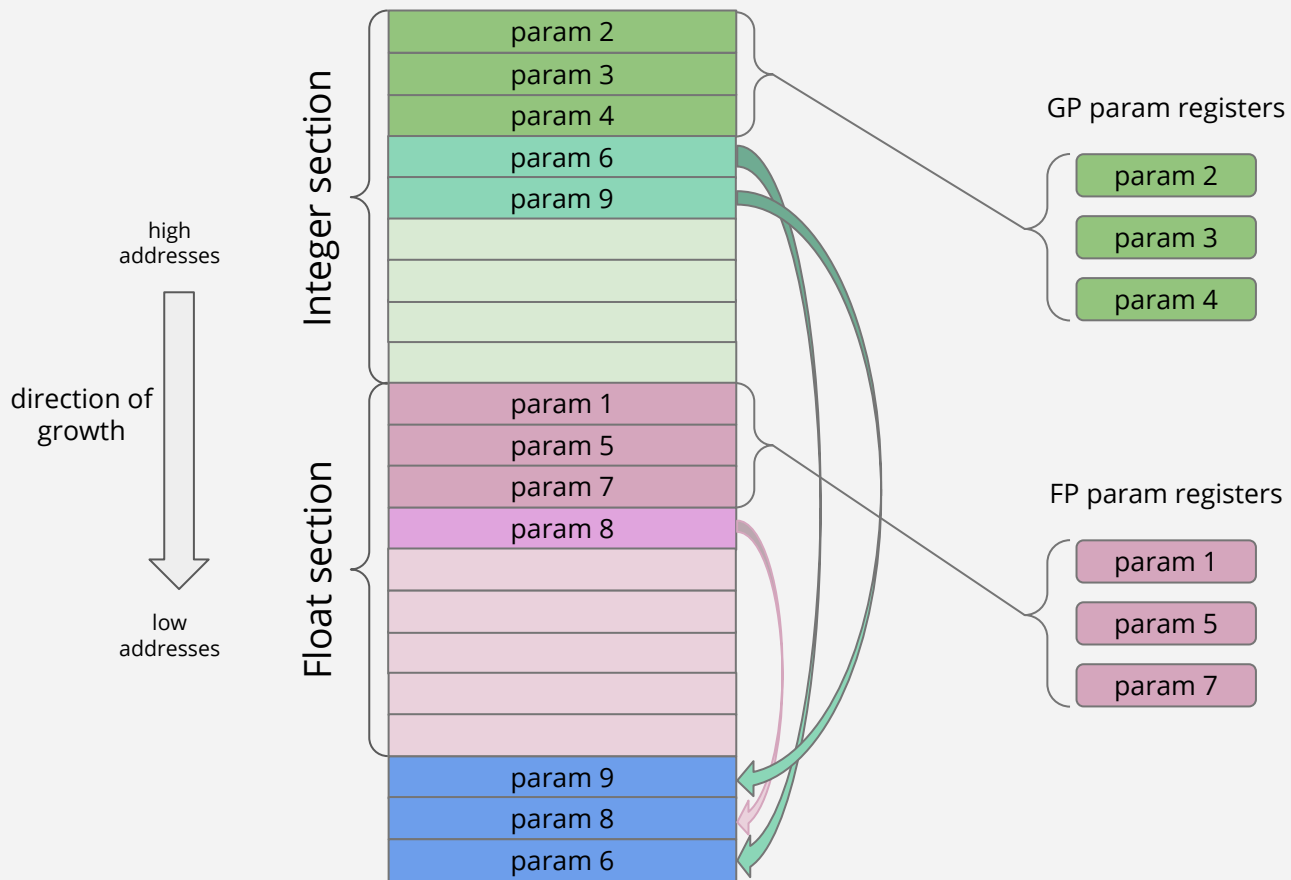 high
addresses
direction of
growth
low
addresses
Integer section
Float section
param 2
param 3
param 4
param 6
param 9
param 1
param 5
param 7
param 8
param 9
param 8
param 6
GP param registers
param 2
param 3
param 4
FP param registers
param 1
param 5
param 7